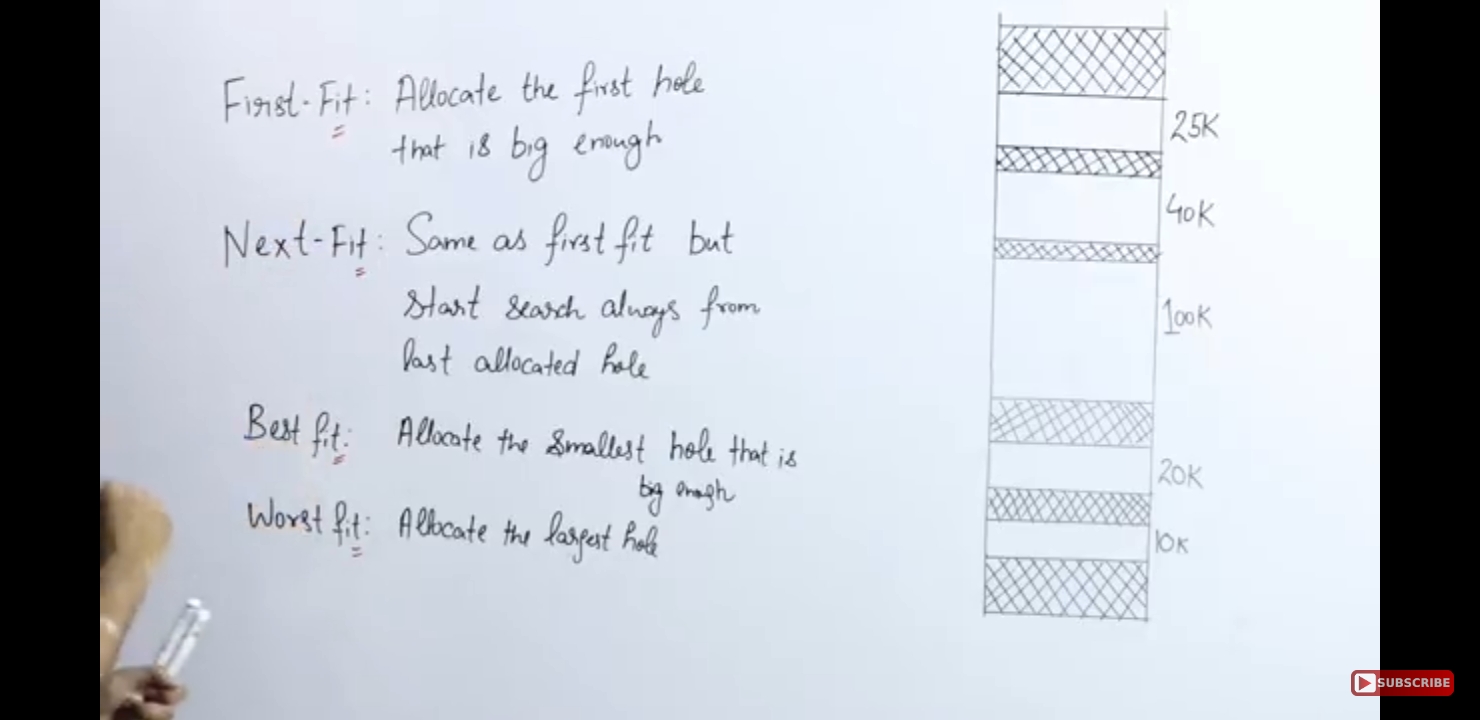 First-Fit: Allocate the first hole
that is big enough
Next-Fit: Same as first fit but
start search always from
last allocated hole
Best fit: Allocate the smallest hole that is
big enough
Worst fit: Allocate the largest hole
25K
40K
100K
20K
10K
SUBSCRIBE